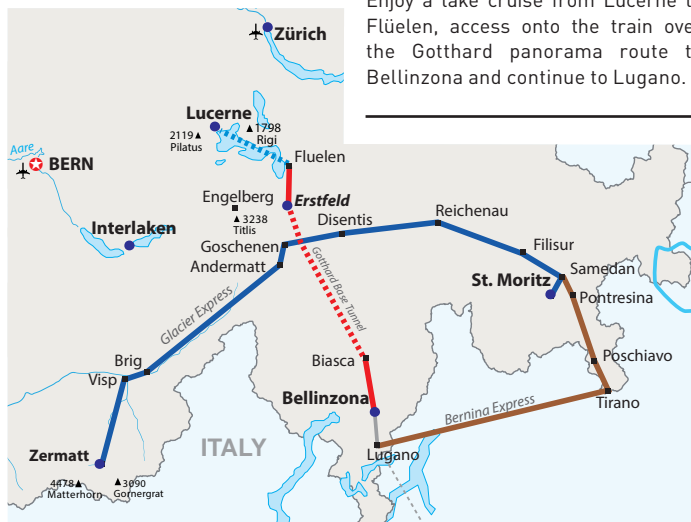 Enjoy a lake cruise from Lucerne t
Flüelen, access onto the train ove
the Gotthard panorama route t
Bellinzona and continue to Lugano.
Zürich
Lucerne
2119
Pilatus
1798
Rigi
Aare
BERN
Fluelen
Engelberg
3238
Titlis
Erstfeld
Interlaken
Disentis
Reichenau
Goschenen
Andermatt
Filisur
Samedan
St. Moritz
Pontresina
Gotthard Base Tunnel
Glacier Express
Biasca
Poschiavo
Brig
Visp
Bellinzona
Tirano
Bernina Express
ITALY
Lugano
Zermatt
4478
Matterhorn
3090
Gornergrat